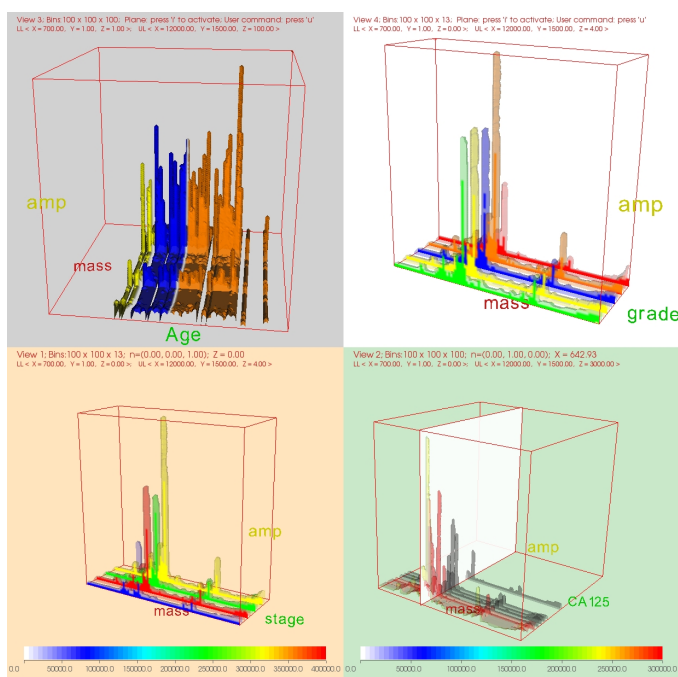 View 3; Bins:100 x 100 x 100; Plane: press 'i' to activate; User command: press 'u'
LL < X = 700.00, Y = 1.00, Z = 1.00 >; UL < X = 12000.00, Y = 1500.00, Z = 100.00 >
amp
mass
Age
View 4; Bins:100 x 100 x 13; Plane: press 'i' to activate; User command: press 'u'
LL < X = 700.00, Y = 1.00, Z = 0.00 >; UL < X = 12000.00, Y = 1500.00, Z = 4.00 >
amp
mass
grade
View 1; Bins:100 x 100 x 13; n=(0.00, 0.00, 1.00); Z = 0.00
LL < X = 700.00, Y = 1.00, Z = 0.00 >; UL < X = 12000.00, Y = 1500.00, Z = 4.00 >
amp
mass
stage
0.0 50000.0 100000.0 150000.0 200000.0 250000.0 300000.0 350000.0 400000.0
View 2; Bins:100 x 100 x 100; n=(0.00, 1.00, 0.00); X = 642.93
LL < X = 700.00, Y = 1.00, Z = 0.00 >; UL < X = 12000.00, Y = 1500.00, Z = 3000.00 >
amp
mass
CA125
0.0 50000.0 100000.0 150000.0 200000.0 250000.0 300000.0